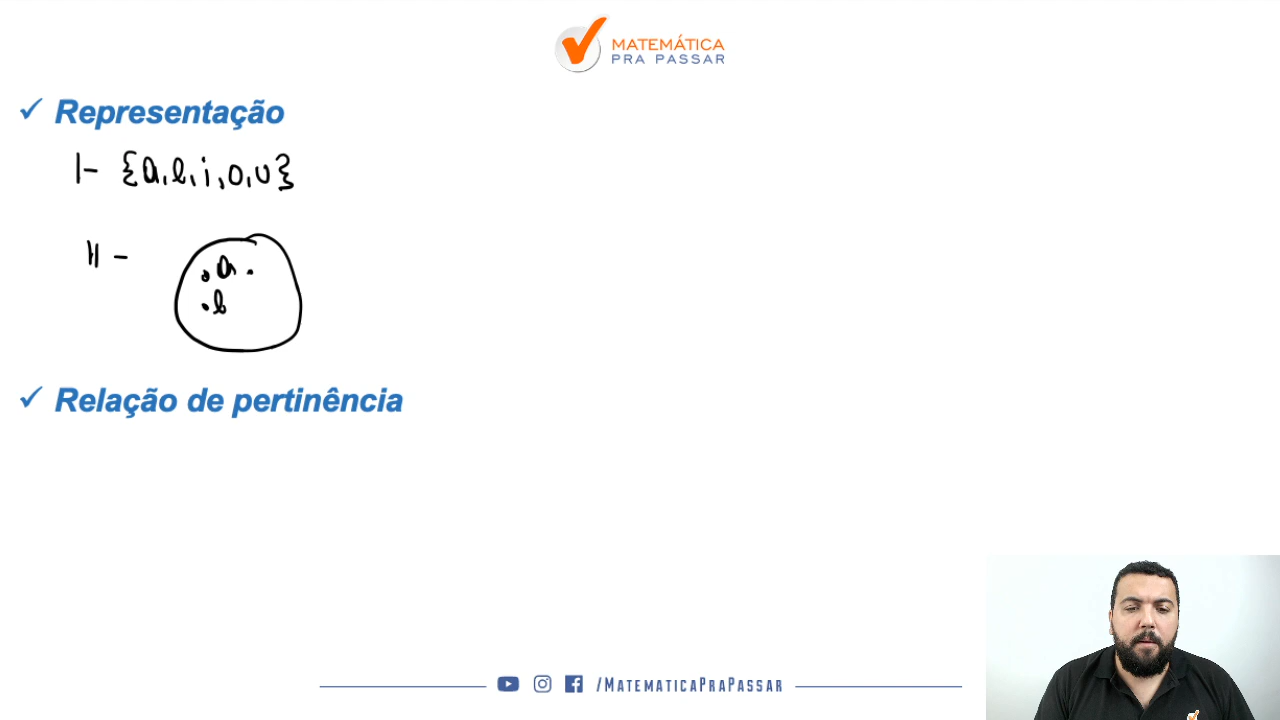 MATEMÁTICA
PRA PASSAR
Representação
I- {a, e, i, o, u}
II -
. a .
. e
Relação de pertinência
/MatematicaPraPassar